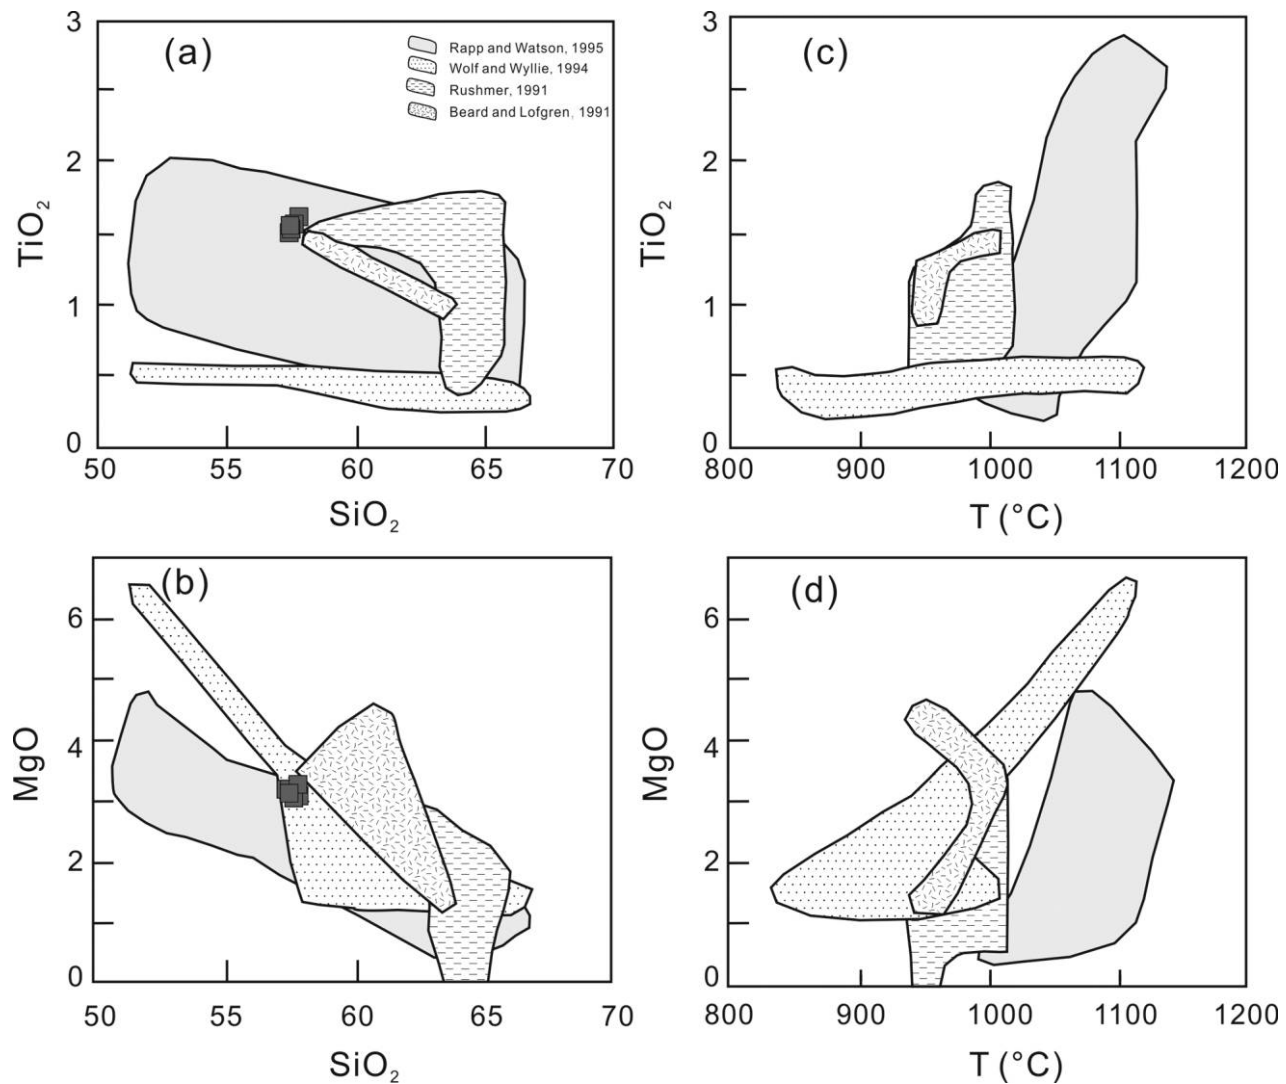 (a)
Rapp and Watson, 1995
Wolf and Wyllie, 1994
Rushmer, 1991
Beard and Lofgren, 1991
3
2
1
0
TiO₂
50
55
60
65
70
SiO₂
(c)
3
2
1
0
TiO₂
800
900
1000
1100
1200
T (°C)
(b)
6
4
2
0
MgO
50
55
60
65
70
SiO₂
(d)
6
4
2
0
MgO
800
900
1000
1100
1200
T (°C)